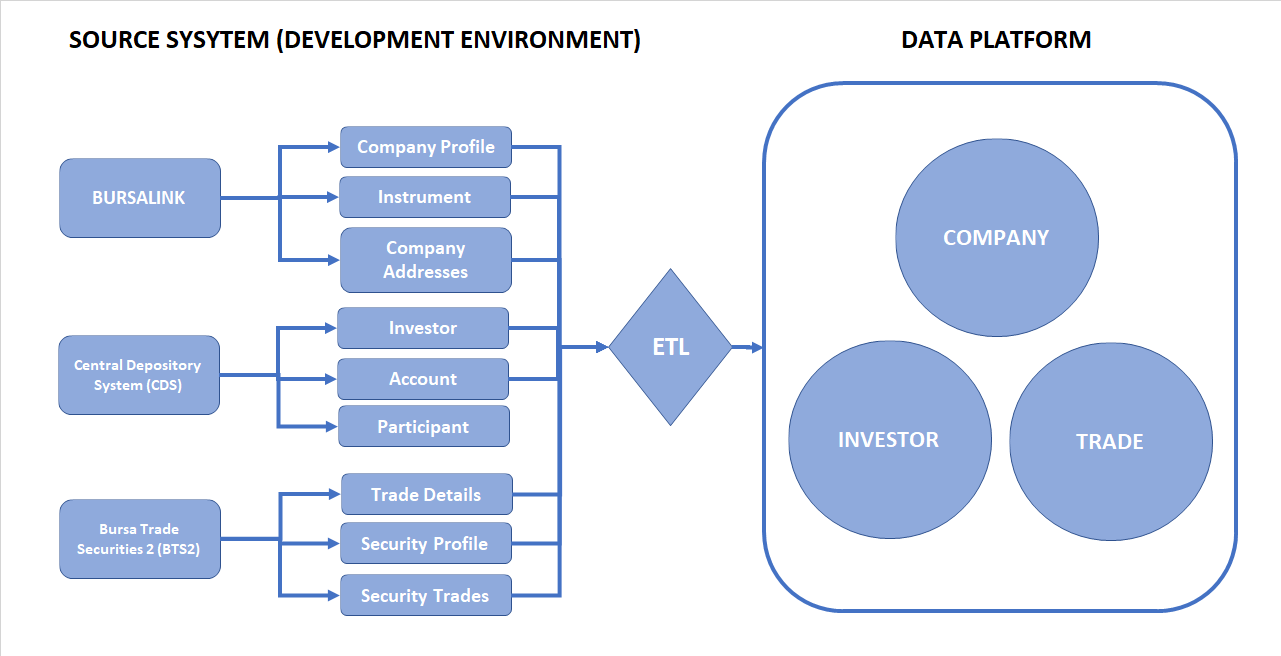 SOURCE SYSYTEM (DEVELOPMENT ENVIRONMENT)
DATA PLATFORM
BURSALINK
Company Profile
Instrument
Company
Addresses
Central Depository
System (CDS)
Investor
Account
Participant
Bursa Trade
Securities 2 (BTS2)
Trade Details
Security Profile
Security Trades
ETL
COMPANY
INVESTOR
TRADE